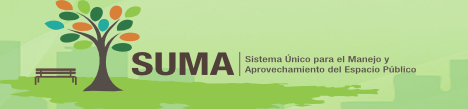 SUMA
Sistema Único para el Manejo y
Aprovechamiento del Espacio Público